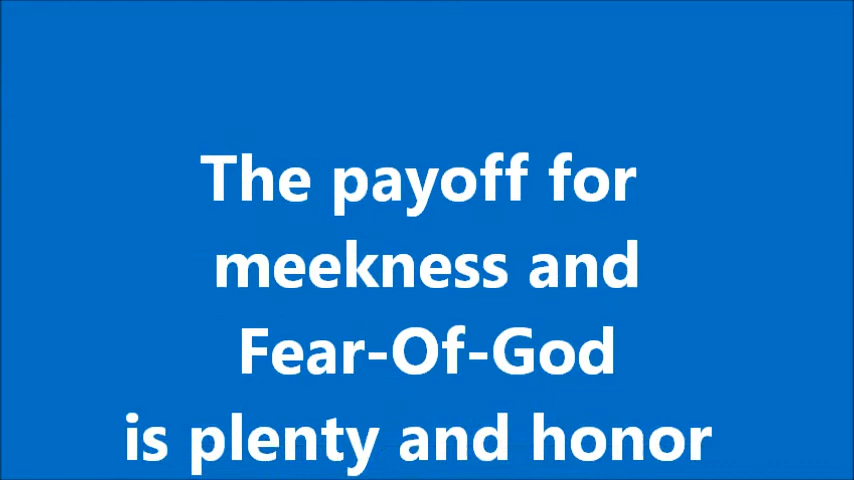 The payoff for
meekness and
Fear-Of-God
is plenty and honor